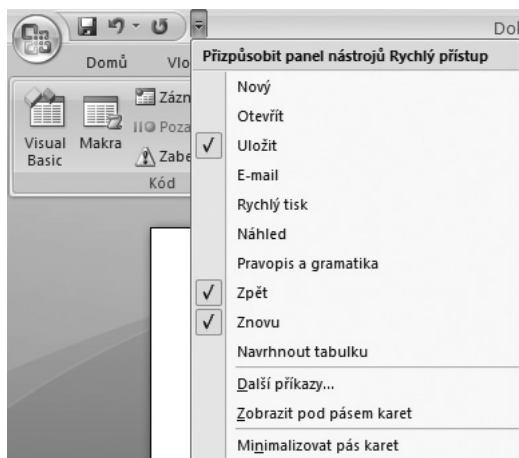 Dol
Přizpůsobit panel nástrojů Rychlý přístup
Domů
Vlo
Nový
Otevřít
Uložit
E-mail
Rychlý tisk
Náhled
Pravopis a gramatika
Zpět
Znovu
Navrhnout tabulku
Další příkazy...
Zobrazit pod pásem karet
Minimalizovat pás karet
Visual Basic
Makra
Zázn
Poza
Zabe
Kód